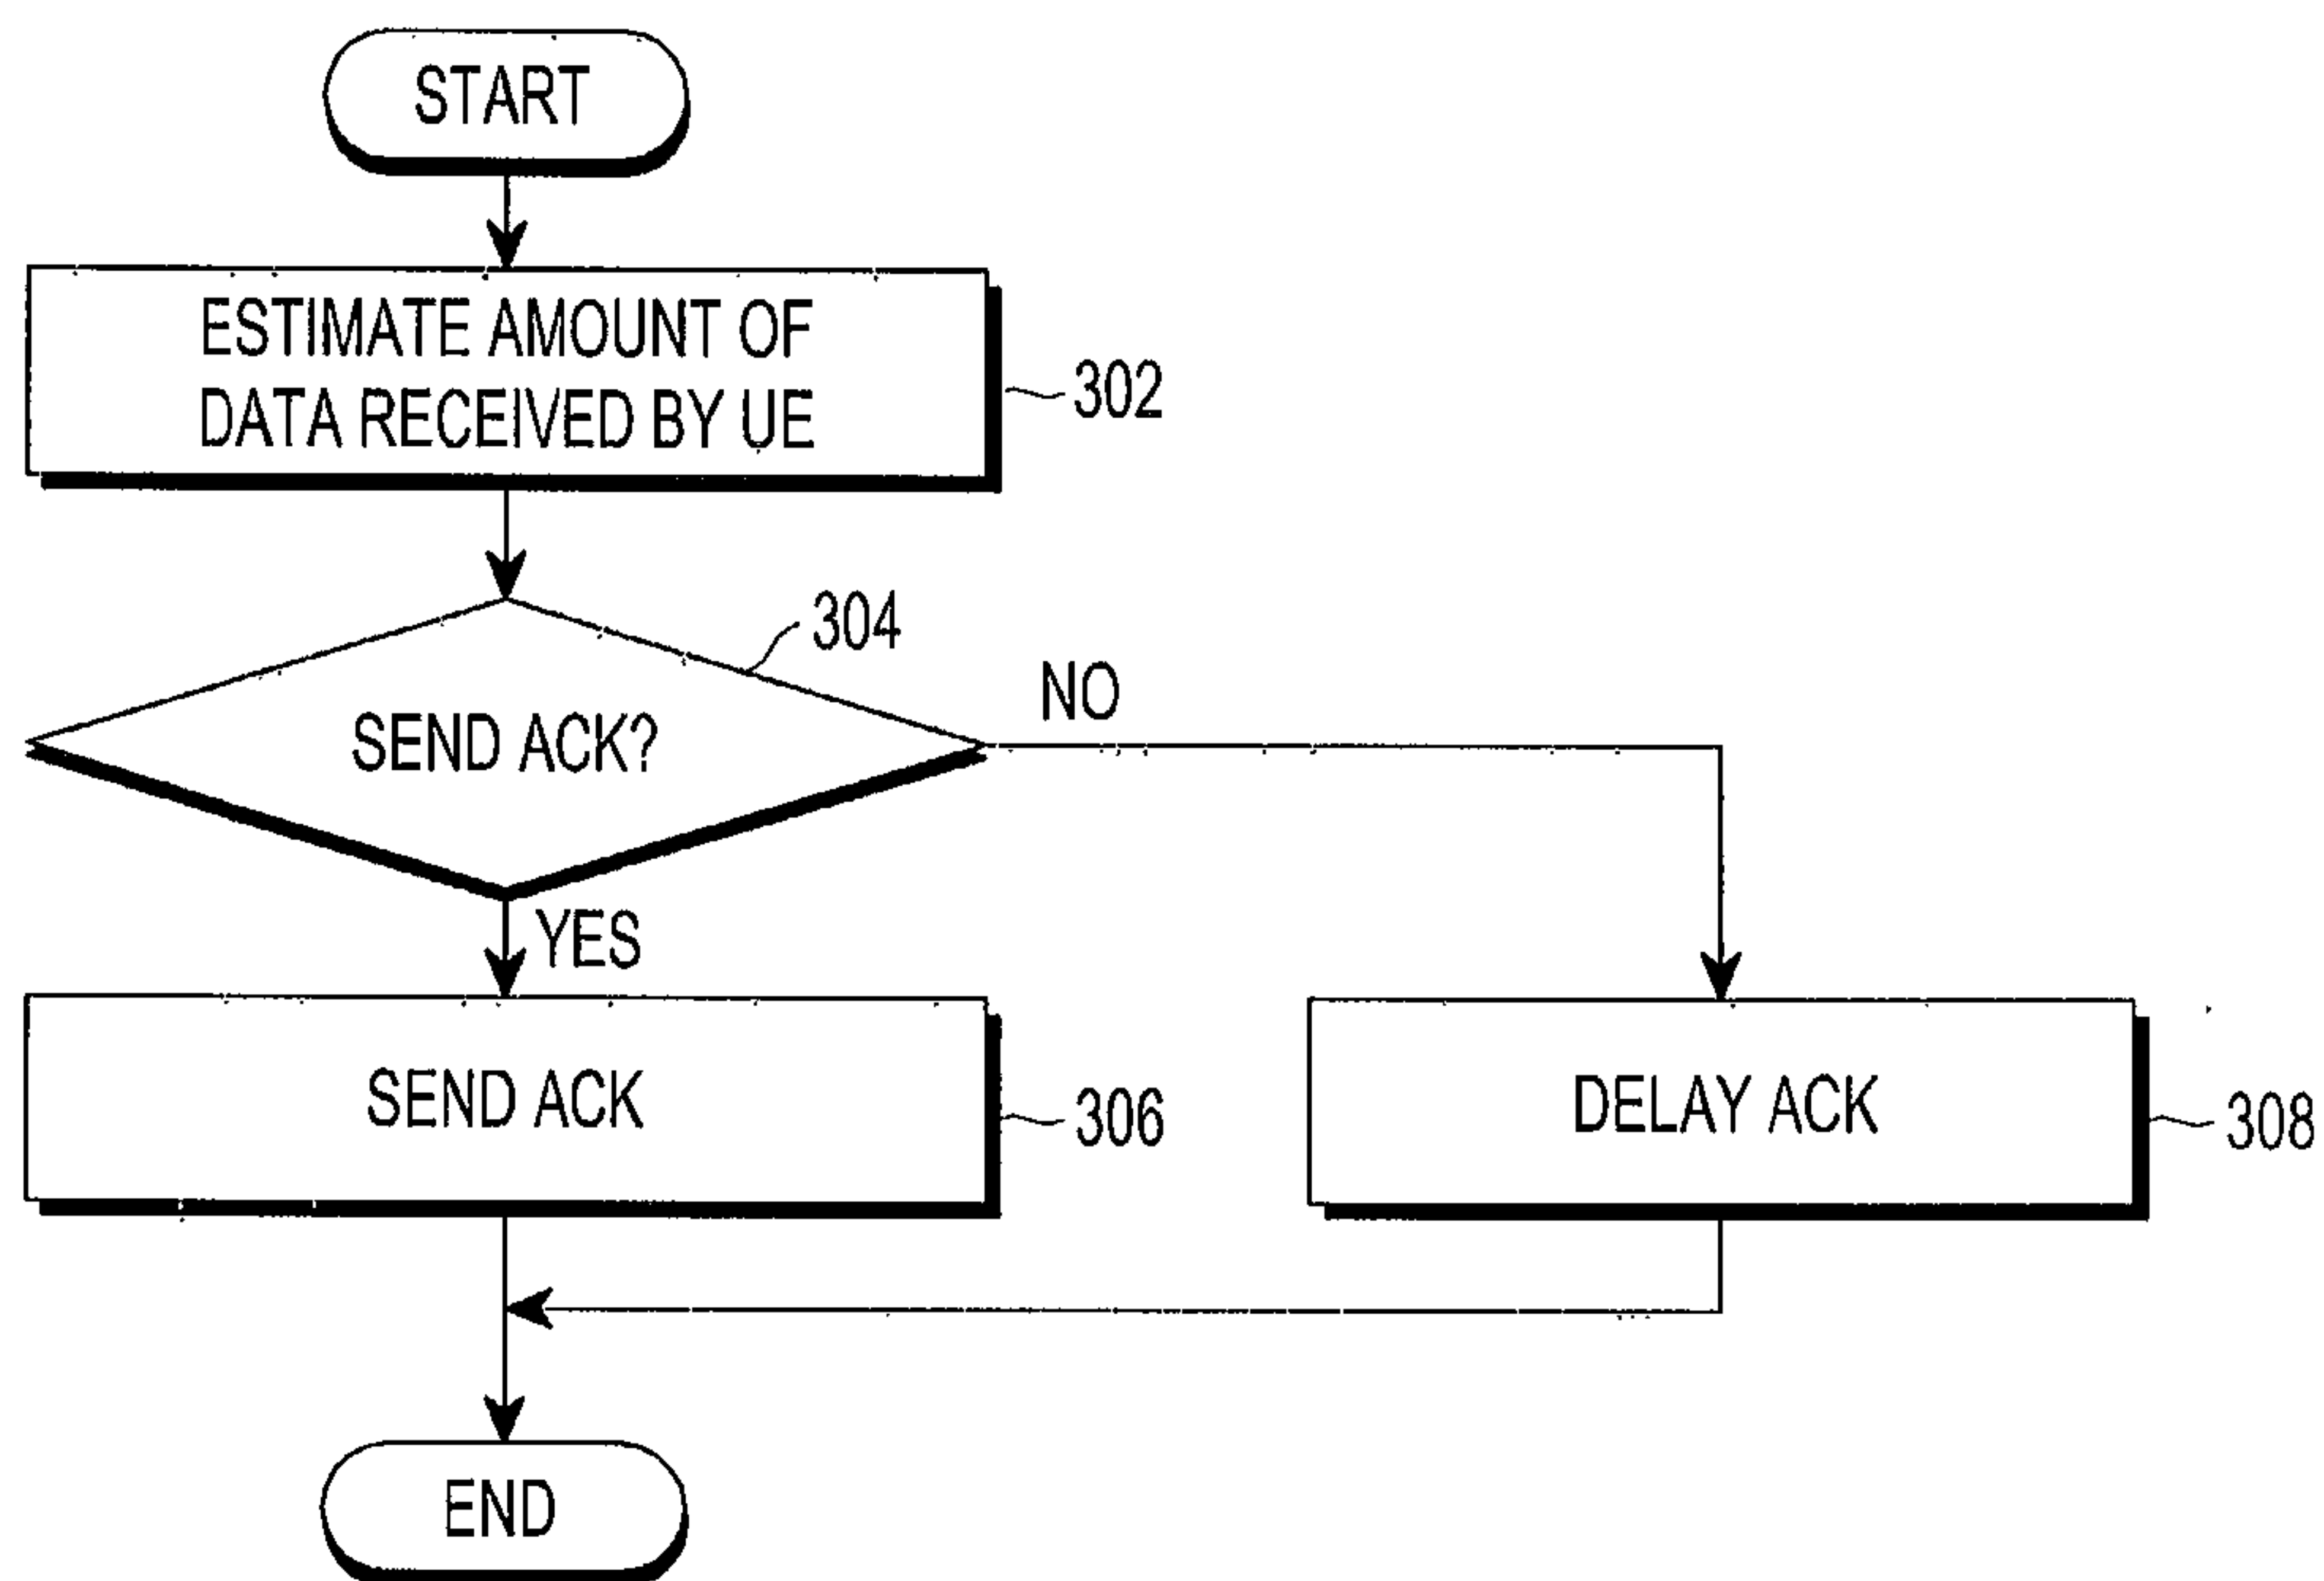 START
ESTIMATE AMOUNT OF
DATA RECEIVED BY UE
302
304
SEND ACK?
NO
YES
SEND ACK
306
DELAY ACK
308
END